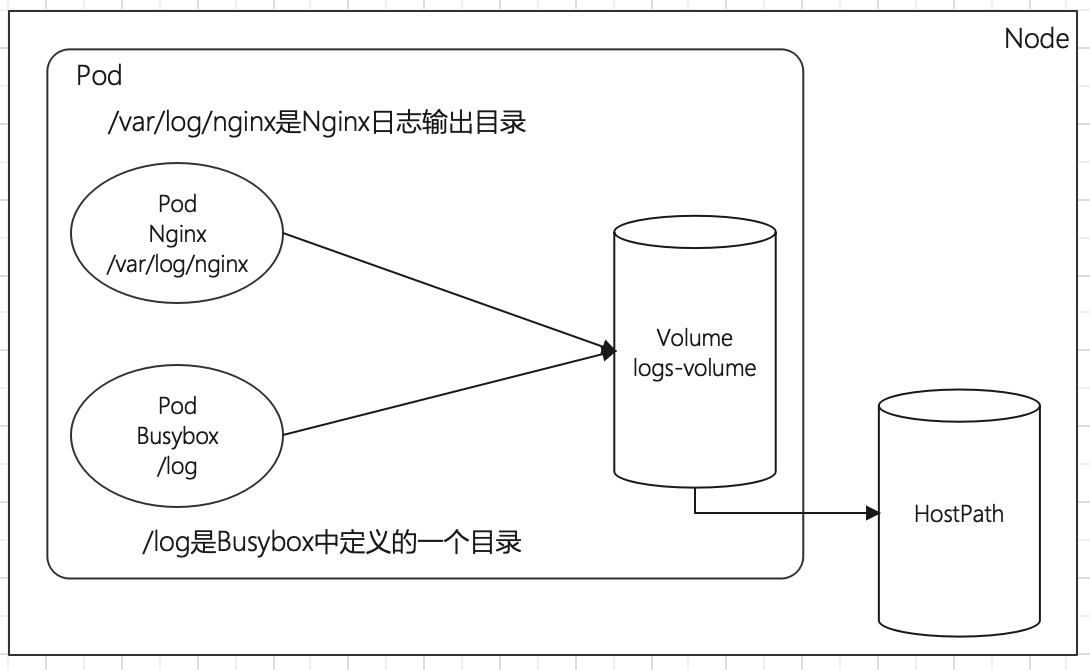 Node
Pod
/var/log/nginx是Nginx日志输出目录
Pod
Nginx
/var/log/nginx
Volume
logs-volume
Pod
Busybox
/log
HostPath
/log是Busybox中定义的一个目录